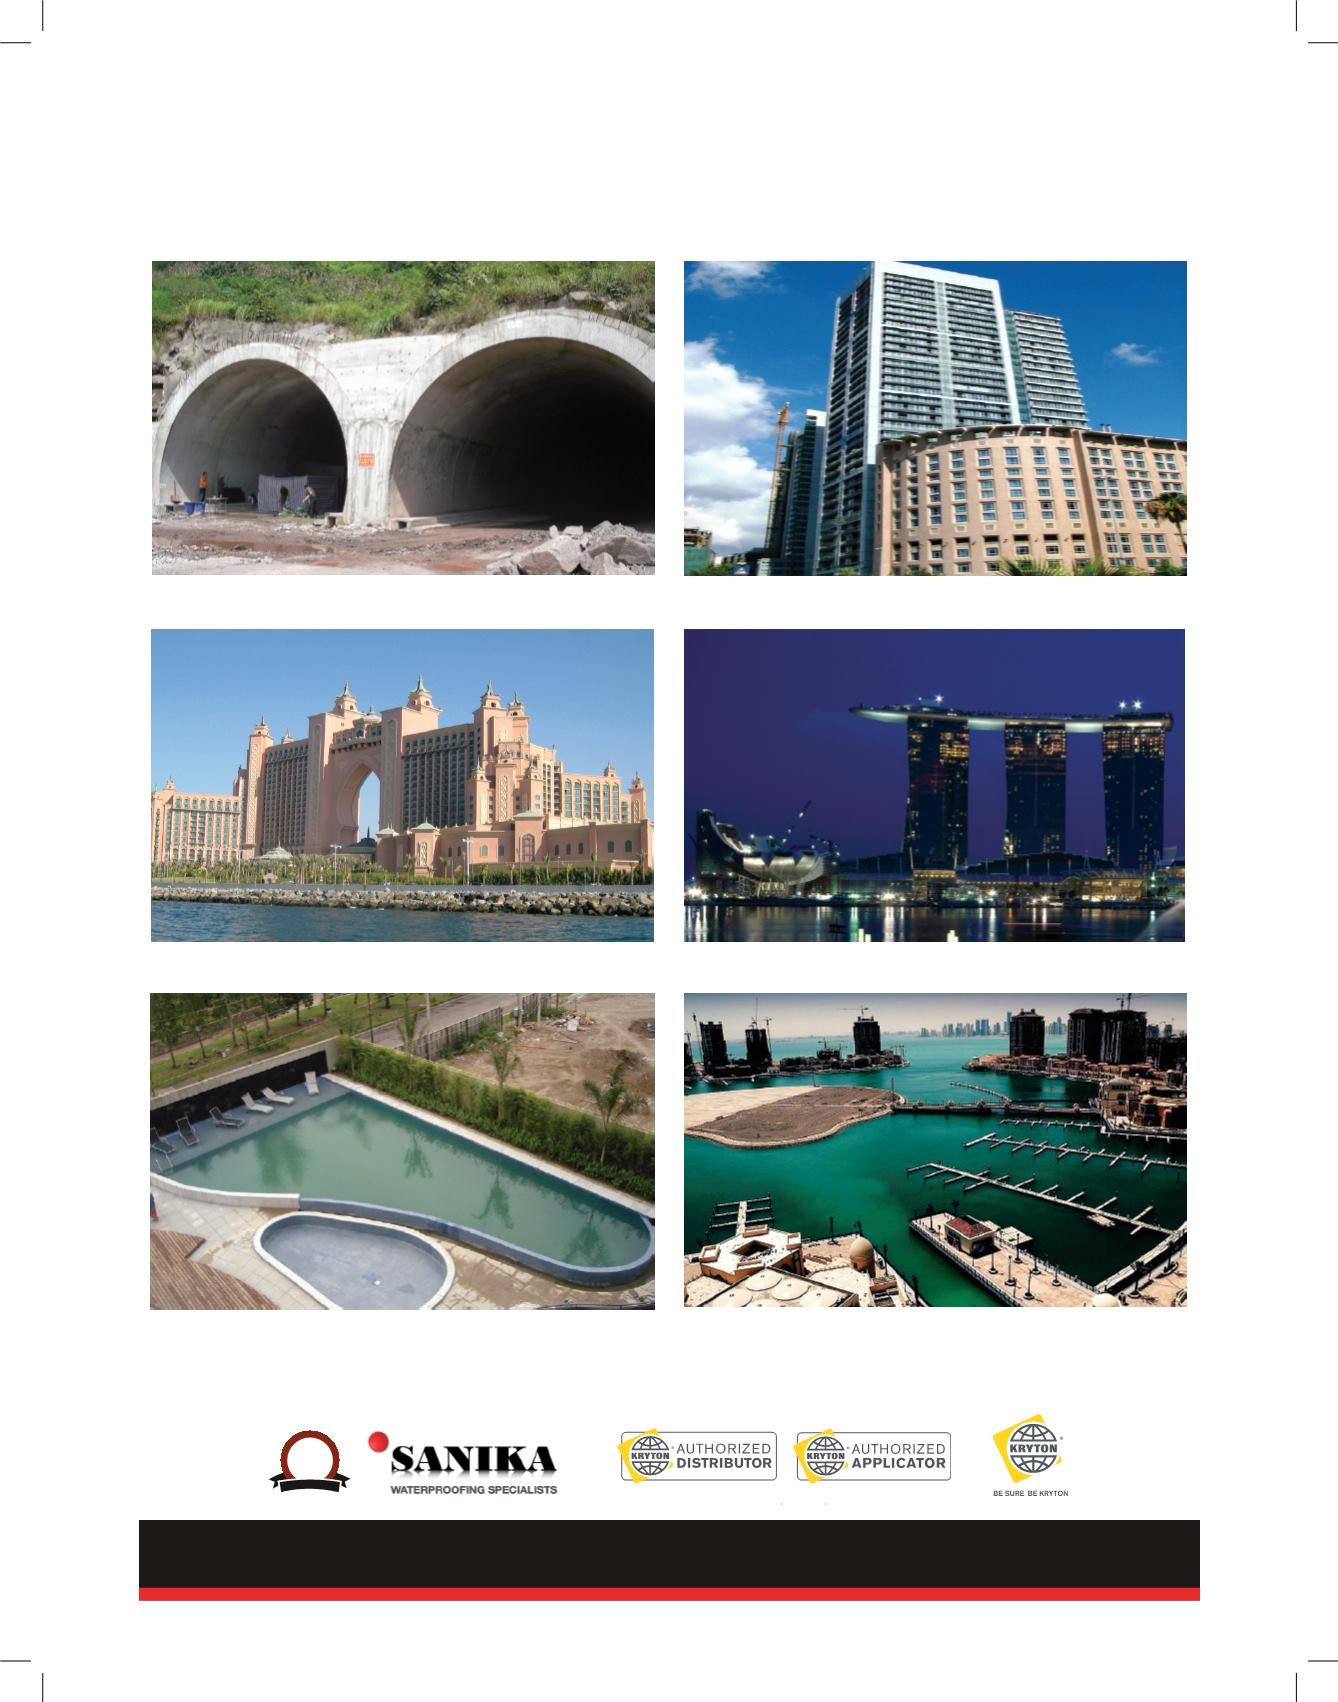 SANIKA
WATERPROOFING SPECIALISTS
KRYTON
AUTHORIZED
DISTRIBUTOR
KRYTON
AUTHORIZED
APPLICATOR
KRYTON
BE SURE BE KRYTON